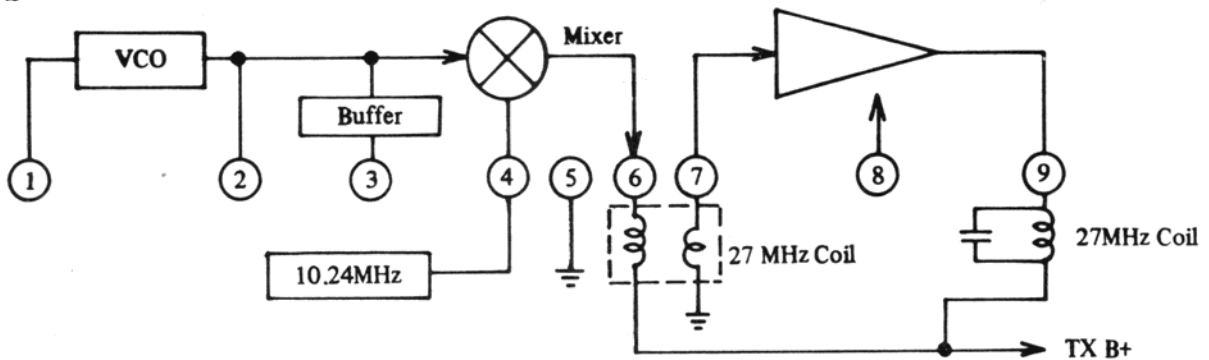 VCO
Mixer
Buffer
1
2
3
4
5
6
7
8
9
10.24MHz
27 MHz Coil
27MHz Coil
TX B+